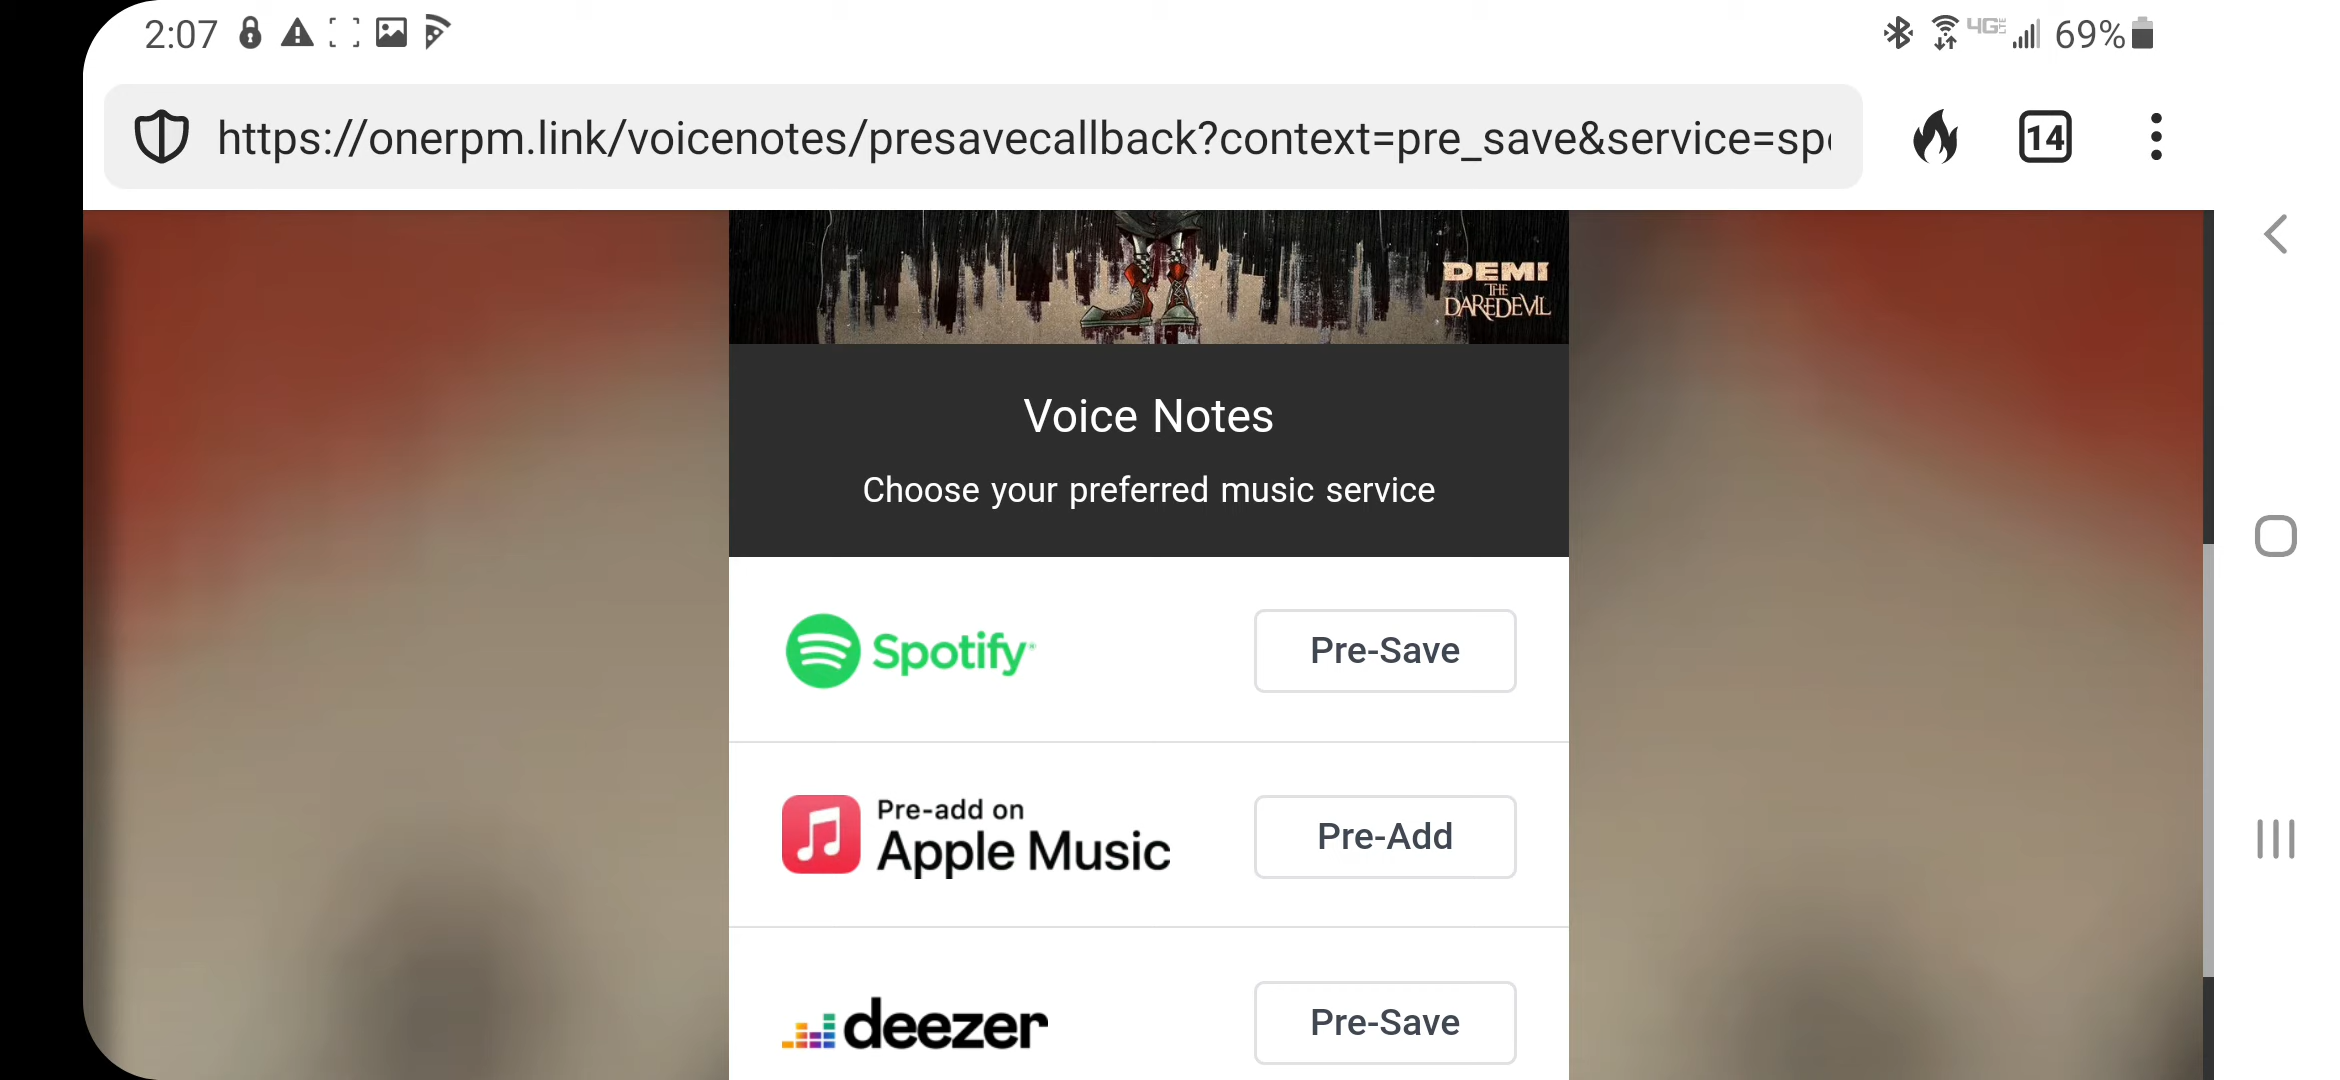 2:07
4G LTE 69%
https://onerpm.link/voicenotes/presavecallback?context=pre_save&service=sp
14
DEMI
THE
DAREDEVIL
Voice Notes
Choose your preferred music service
Spotify
Pre-Save
Pre-add on
Apple Music
Pre-Add
deezer
Pre-Save